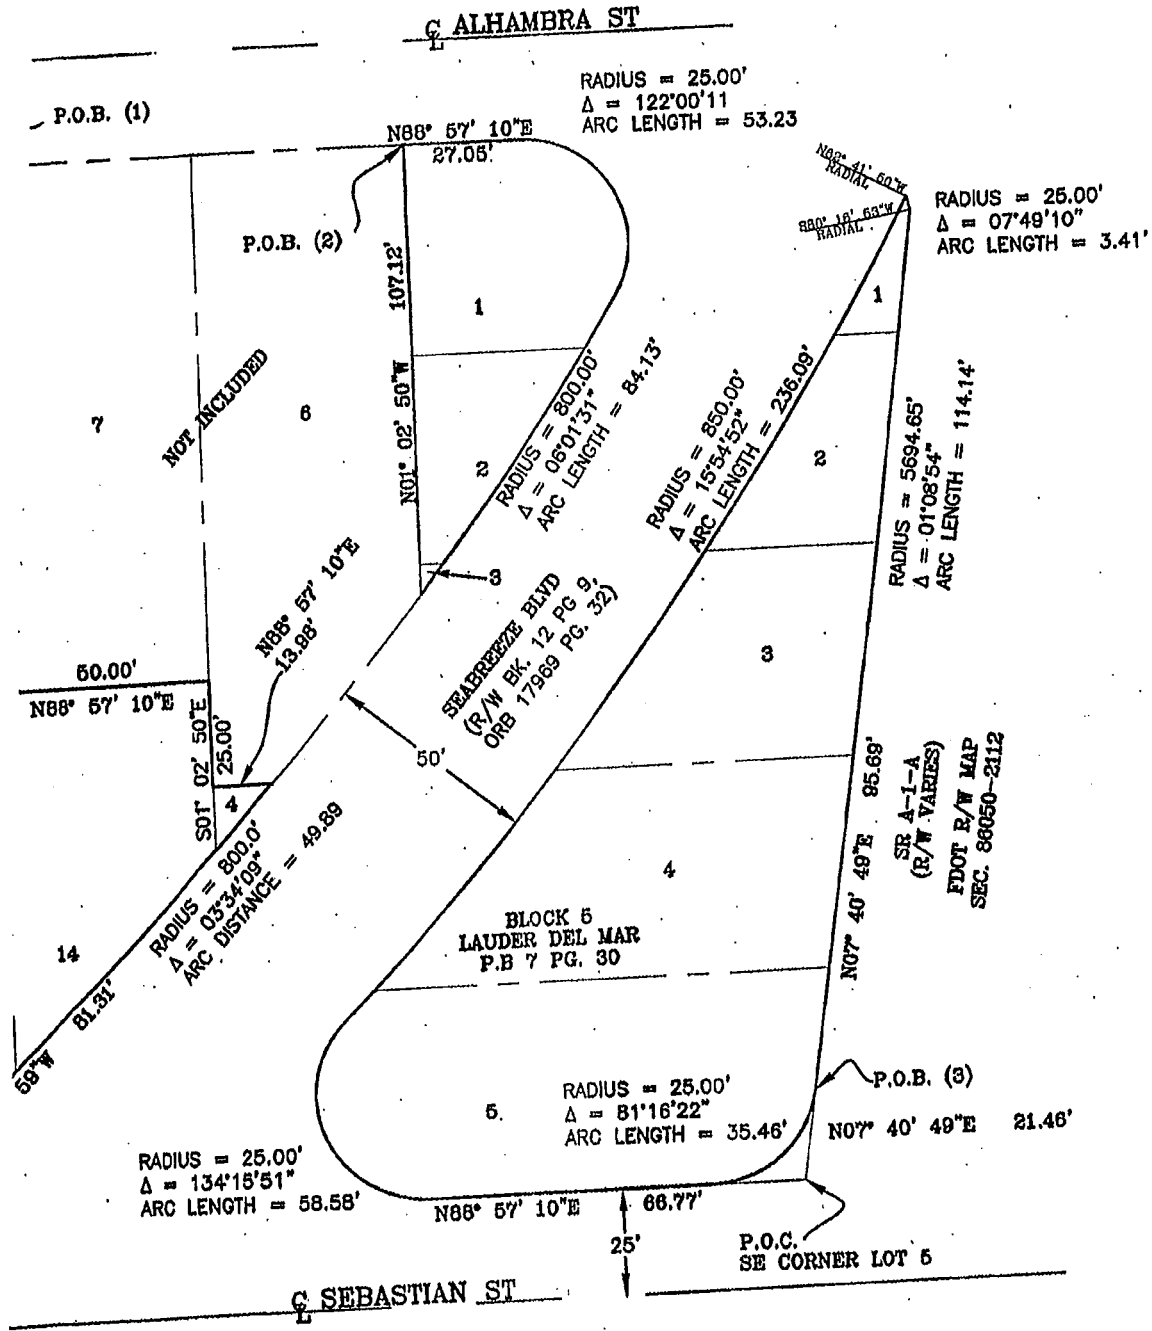 ℄ ALHAMBRA ST
RADIUS = 25.00'
Δ = 122°00'11
ARC LENGTH = 53.23
P.O.B. (1)
N88° 57' 10"E
27.05'
N62° 41' 50"W
RADIAL
S80° 16' 53"W
RADIAL
RADIUS = 25.00'
Δ = 07°49'10"
ARC LENGTH = 3.41'
P.O.B. (2)
107.12'
N01° 02' 50"W
1
1
RADIUS = 800.00'
Δ = 06°01'31"
ARC LENGTH = 84.13'
RADIUS = 850.00'
Δ = 15°54'52"
ARC LENGTH = 236.09'
RADIUS = 5694.65'
Δ = 01°08'54"
ARC LENGTH = 114.14'
7
NOT INCLUDED
6
2
2
3
N88° 57' 10"E
13.98'
SEABREEZE BLVD
(R/W BK. 12 PG 9,
ORB 17969 PG. 32)
3
50.00'
N88° 57' 10"E
S01° 02' 50"E
25.00'
4
50'
N07° 40' 49"E 95.69'
SR A-1-A
(R/W VARIES)
FDOT R/W MAP
SEC. 86050-2112
RADIUS = 800.0'
Δ = 03°34'09"
ARC DISTANCE = 49.89
4
BLOCK 5
LAUDER DEL MAR
P.B 7 PG. 30
14
81.31'
59"W
P.O.B. (3)
5.
RADIUS = 25.00'
Δ = 81°16'22"
ARC LENGTH = 35.46'
N07° 40' 49"E 21.46'
RADIUS = 25.00'
Δ = 134°15'51"
ARC LENGTH = 58.58'
N88° 57' 10"E 66.77'
25'
P.O.C.
SE CORNER LOT 5
℄ SEBASTIAN ST